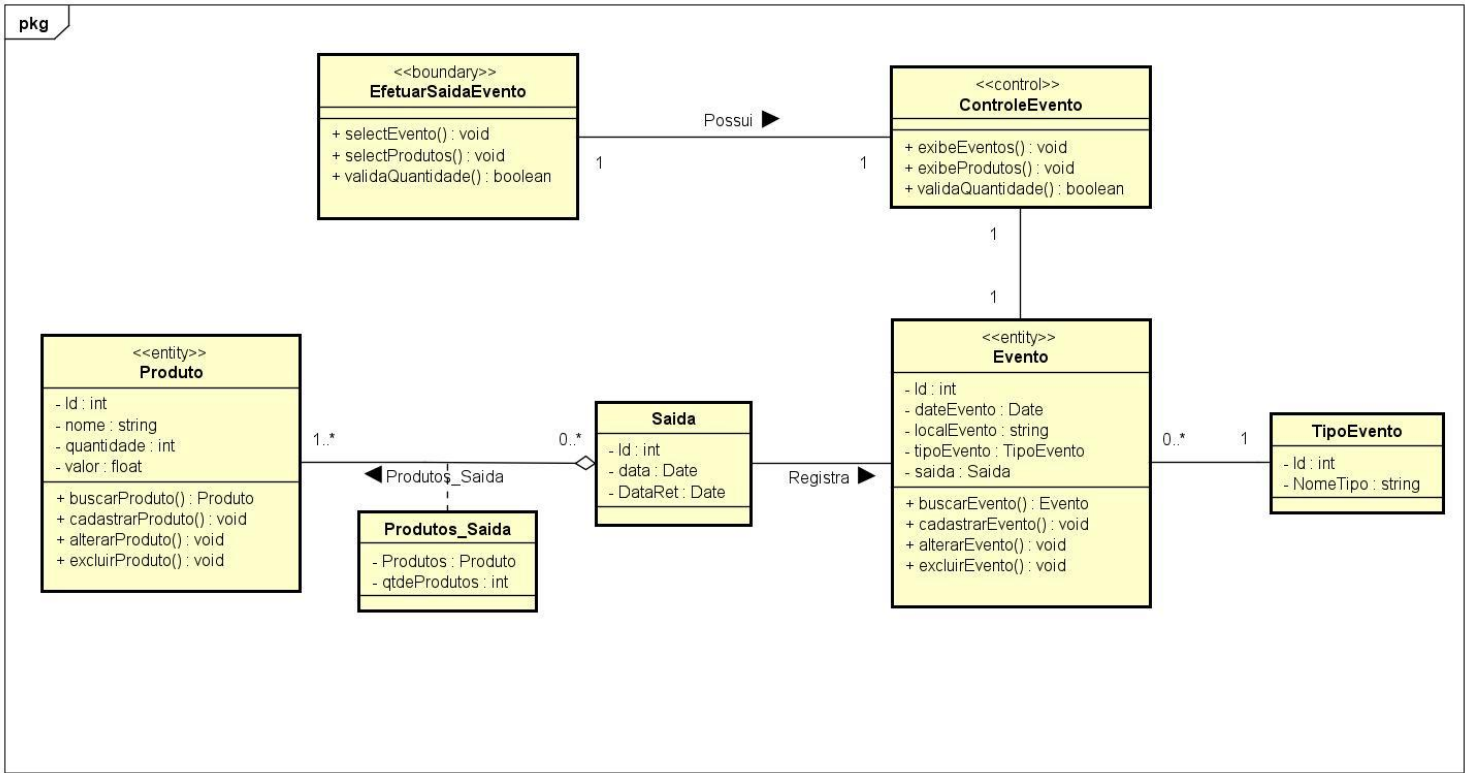 pkg
<<boundary>>
EfetuarSaidaEvento
+ selectEvento() : void
+ selectProdutos() : void
+ validaQuantidade() : boolean
Possui
1
1
<<control>>
ControleEvento
+ exibeEventos() : void
+ exibeProdutos() : void
+ validaQuantidade() : boolean
1
1
<<entity>>
Produto
- Id : int
- nome : string
- quantidade : int
- valor : float
+ buscarProduto() : Produto
+ cadastrarProduto() : void
+ alterarProduto() : void
+ excluirProduto() : void
1..*
0..*
Produtos_Saida
Produtos_Saida
- Produtos : Produto
- qtdeProdutos : int
Saida
- Id : int
- data : Date
- DataRet : Date
Registra
<<entity>>
Evento
- Id : int
- dateEvento : Date
- localEvento : string
- tipoEvento : TipoEvento
- saida : Saida
+ buscarEvento() : Evento
+ cadastrarEvento() : void
+ alterarEvento() : void
+ excluirEvento() : void
0..*
1
TipoEvento
- Id : int
- NomeTipo : string